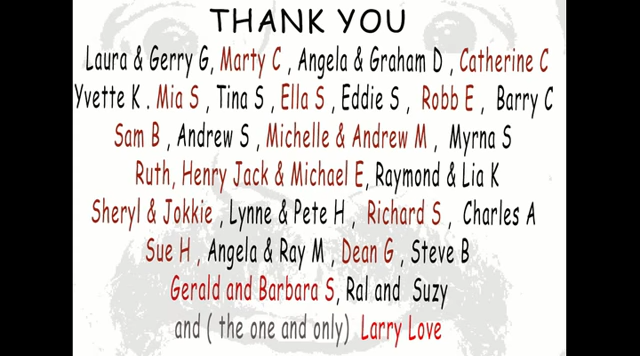 THANK YOU
Laura & Gerry G, Marty C , Angela & Graham D , Catherine C
Yvette K . Mia S , Tina S , Ella S , Eddie S , Robb E , Barry C
Sam B , Andrew S , Michelle & Andrew M , Myrna S
Ruth, Henry Jack & Michael E, Raymond & Lia K
Sheryl & Jokkie , Lynne & Pete H , Richard S , Charles A
Sue H , Angela & Ray M , Dean G , Steve B
Gerald and Barbara S, Ral and Suzy
and ( the one and only) Larry Love